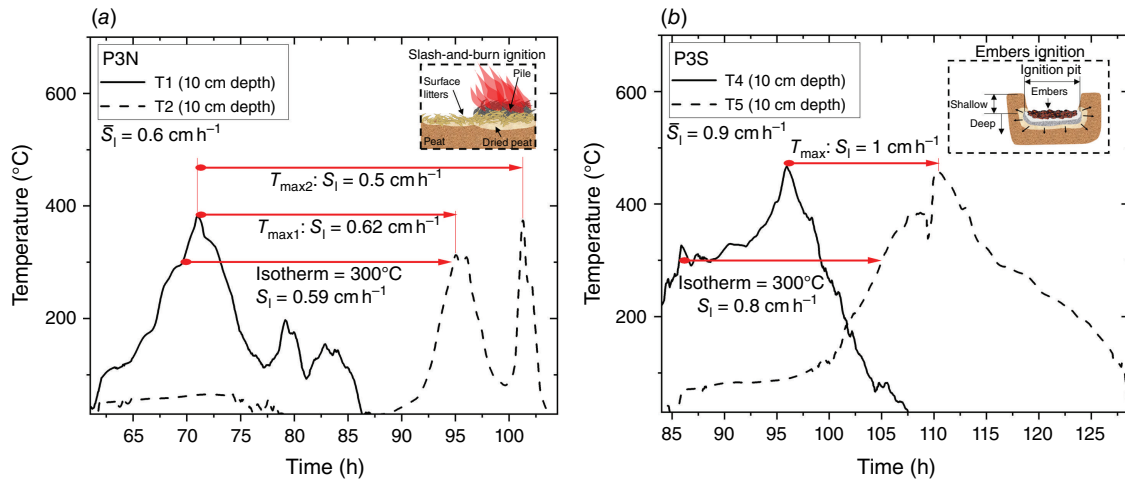 (a)
P3N
T1 (10 cm depth)
T2 (10 cm depth)
S̄ₗ = 0.6 cm h⁻¹
Slash-and-burn ignition
Surface
litters
Pile
Peat
Dried peat
Tmax2: Sₗ = 0.5 cm h⁻¹
Tmax1: Sₗ = 0.62 cm h⁻¹
Isotherm = 300°C
Sₗ = 0.59 cm h⁻¹
Temperature (°C)
600
400
200
65 70 75 80 85 90 95 100
Time (h)
(b)
P3S
T4 (10 cm depth)
T5 (10 cm depth)
S̄ₗ = 0.9 cm h⁻¹
Embers ignition
Ignition pit
Embers
Shallow
Deep
Tmax: Sₗ = 1 cm h⁻¹
Isotherm = 300°C
Sₗ = 0.8 cm h⁻¹
Temperature (°C)
600
400
200
85 90 95 100 105 110 115 120 125
Time (h)